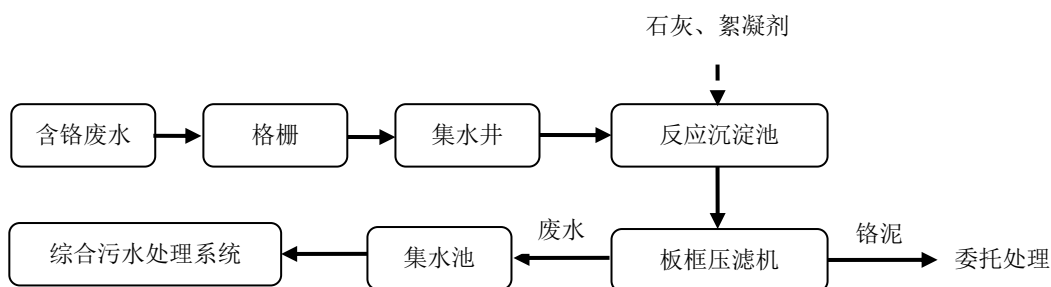 石灰、絮凝剂
含铬废水
格栅
集水井
反应沉淀池
综合污水处理系统
集水池
废水
板框压滤机
铬泥
委托处理